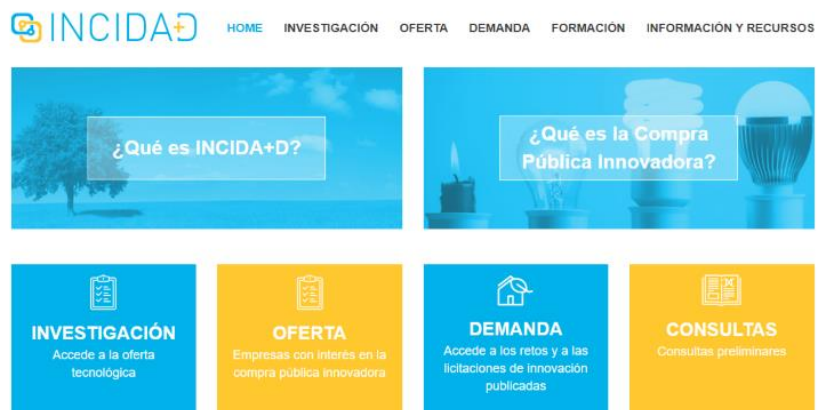 INCIDA+D
HOME INVESTIGACIÓN OFERTA DEMANDA FORMACIÓN INFORMACIÓN Y RECURSOS
¿Qué es INCIDA+D?
¿Qué es la Compra
Pública Innovadora?
INVESTIGACIÓN
Accede a la oferta
tecnológica
OFERTA
Empresas con interés en la
compra pública innovadora
DEMANDA
Accede a los retos y a las
licitaciones de innovación
publicadas
CONSULTAS
Consultas preliminares